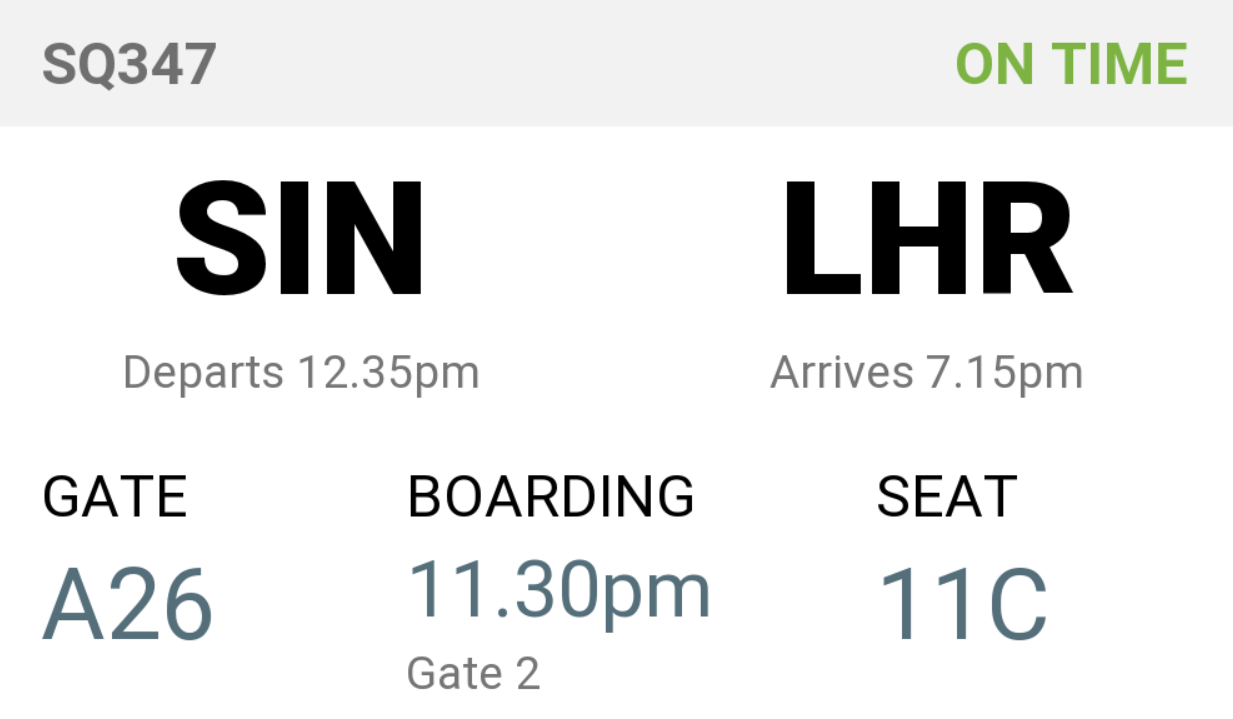 SQ347 ON TIME
SIN LHR
Departs 12.35pm Arrives 7.15pm
GATE BOARDING SEAT
A26 11.30pm 11C
Gate 2